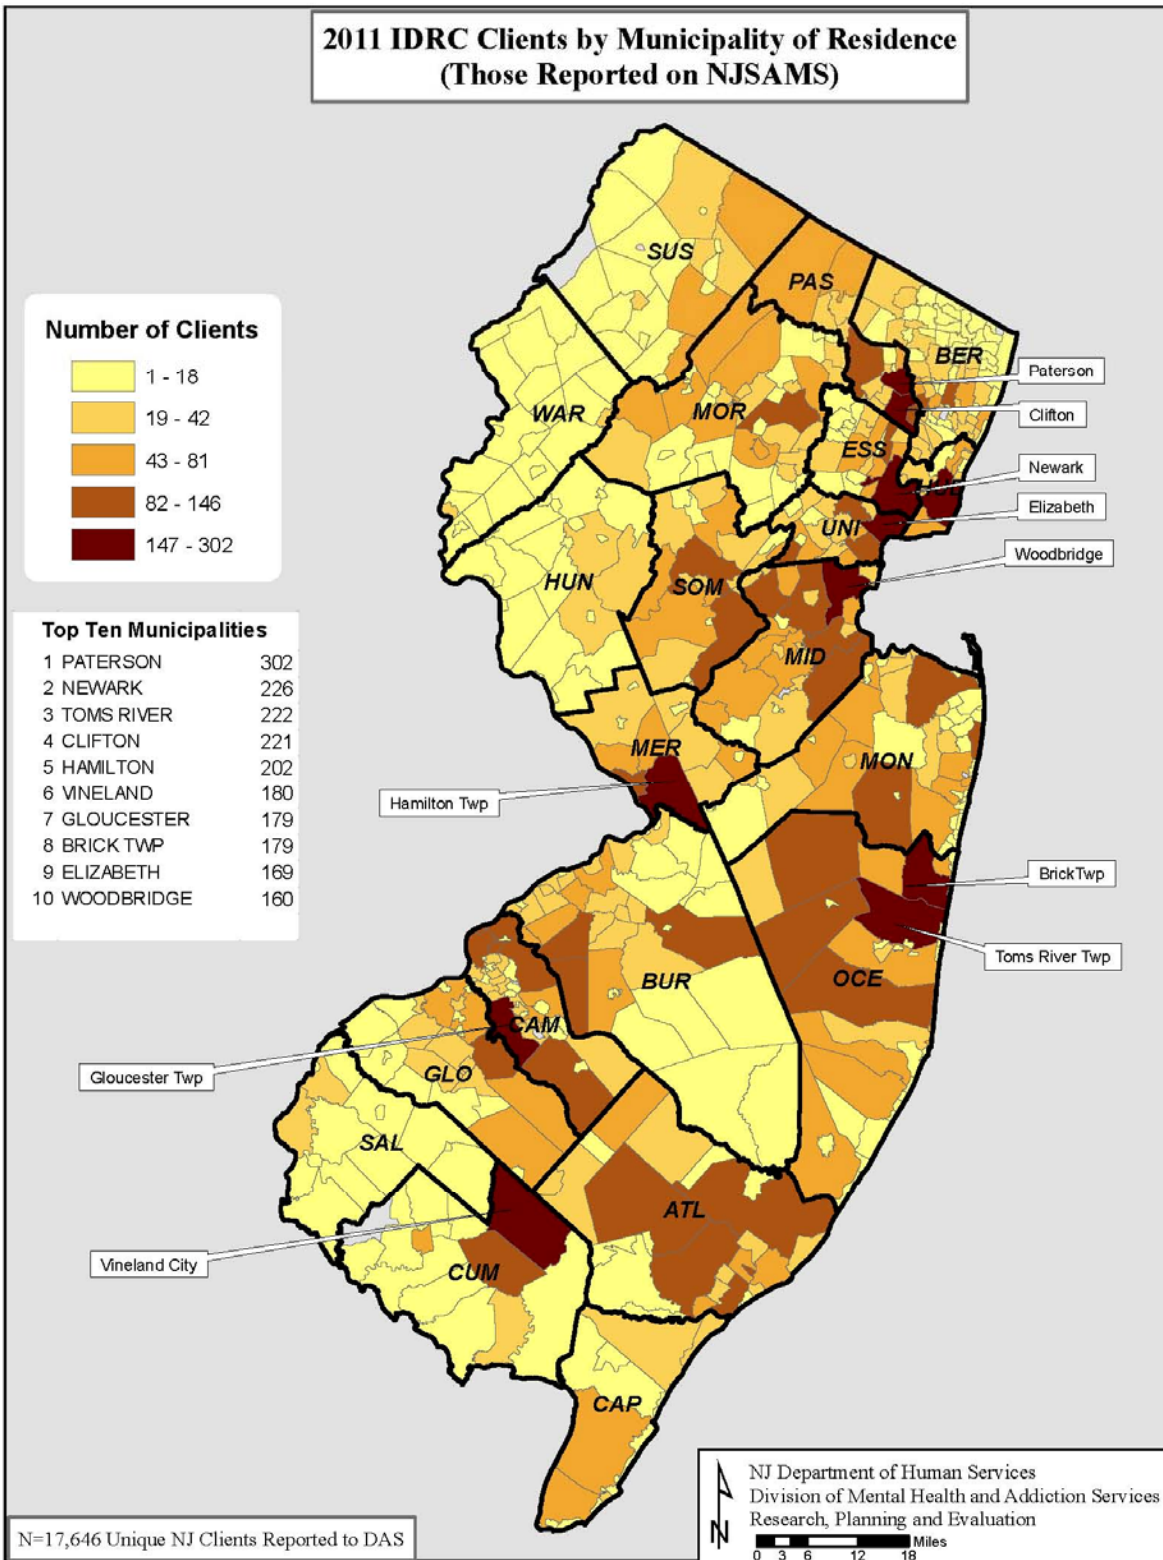 2011 IDRC Clients by Municipality of Residence
(Those Reported on NJSAMS)
Number of Clients
1 - 18
19 - 42
43 - 81
82 - 146
147 - 302
Top Ten Municipalities
1 PATERSON 302
2 NEWARK 226
3 TOMS RIVER 222
4 CLIFTON 221
5 HAMILTON 202
6 VINELAND 180
7 GLOUCESTER 179
8 BRICK TWP 179
9 ELIZABETH 169
10 WOODBRIDGE 160
SUS
PAS
BER
WAR
MOR
ESS
HUD
UNI
HUN
SOM
MID
MER
MON
BUR
OCE
CAM
GLO
SAL
ATL
CUM
CAP
Paterson
Clifton
Newark
Elizabeth
Woodbridge
Hamilton Twp
Brick Twp
Toms River Twp
Gloucester Twp
Vineland City
N=17,646 Unique NJ Clients Reported to DAS
N
NJ Department of Human Services
Division of Mental Health and Addiction Services
Research, Planning and Evaluation
Miles
0 3 6 12 18